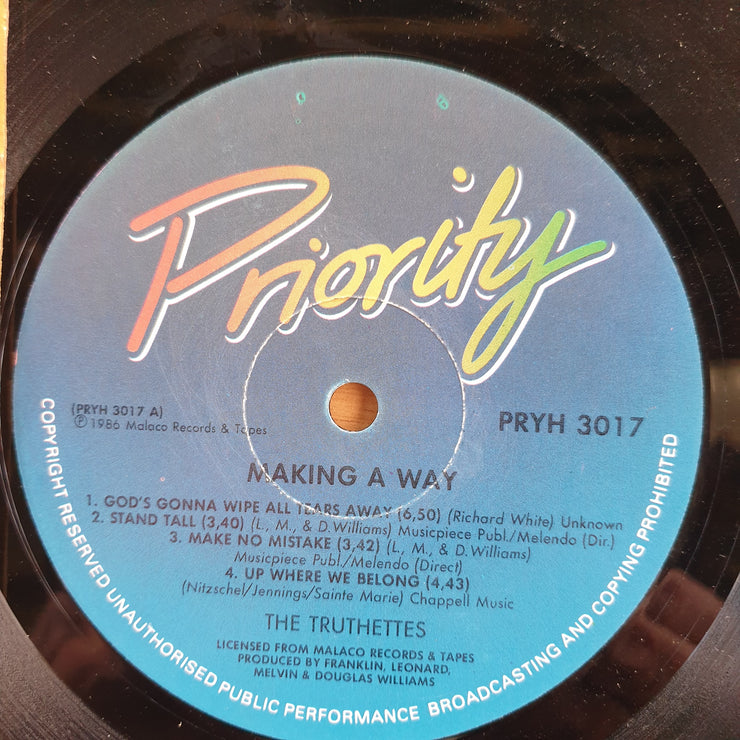 Priority
(PRYH 3017 A)
℗ 1986 Malaco Records & Tapes
PRYH 3017
MAKING A WAY
1. GOD'S GONNA WIPE ALL TEARS AWAY (6,50) (Richard White) Unknown
2. STAND TALL (3,40) (L, M., & D.Williams) Musicpiece Publ./Melendo (Dir.)
3. MAKE NO MISTAKE (3,42) (L, M., & D.Williams)
Musicpiece Publ./Melendo (Direct)
4. UP WHERE WE BELONG (4,43)
(Nitzschel/Jennings/Sainte Marie) Chappell Music
THE TRUTHETTES
LICENSED FROM MALACO RECORDS & TAPES
PRODUCED BY FRANKLIN, LEONARD,
MELVIN & DOUGLAS WILLIAMS
COPYRIGHT RESERVED UNAUTHORISED PUBLIC PERFORMANCE BROADCASTING AND COPYING PROHIBITED